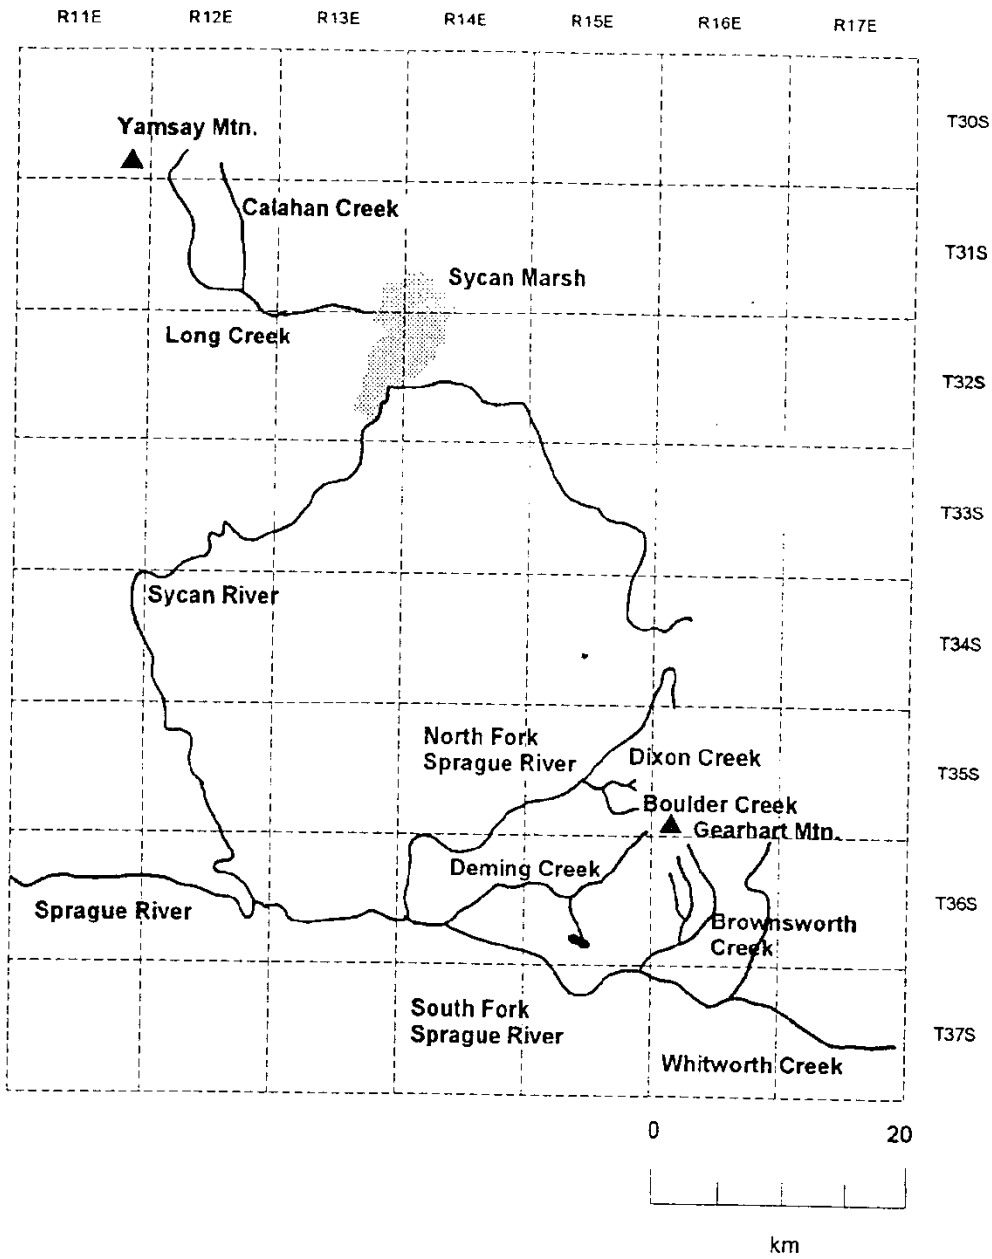 R11E R12E R13E R14E R15E R16E R17E
T30S
Yamsay Mtn.
Calahan Creek
T31S
Sycan Marsh
Long Creek
T32S
T33S
Sycan River
T34S
North Fork
Sprague River
Dixon Creek
T35S
Boulder Creek
Gearhart Mtn.
Deming Creek
T36S
Sprague River
Brownsworth
Creek
South Fork
Sprague River
T37S
Whitworth Creek
0 20
km